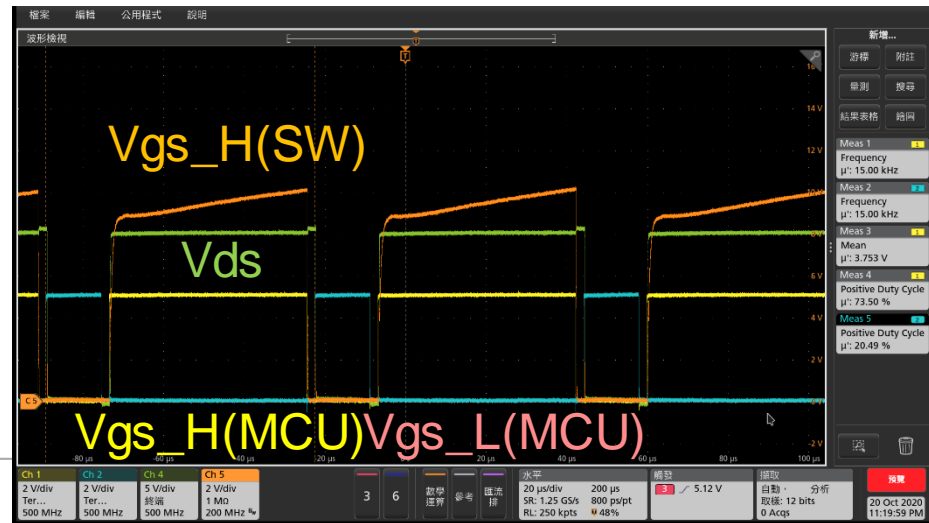 檔案 編輯 公用程式 說明
波形檢視
T
T
16
14 V
12 V
10 V
8 V
6 V
4 V
2 V
-2 V
Vgs_H(SW)
Vds
C5
Vgs_H(MCU)Vgs_L(MCU)
-80 µs -60 µs -20 µs 20 µs 40 µs 60 µs 80 µs 100 µs
新增...
游標 附註
量測 搜尋
結果表格 繪圖
Meas 1 1
Frequency
µ': 15.00 kHz
Meas 2 2
Frequency
µ': 15.00 kHz
Meas 3 1
Mean
µ': 3.753 V
Meas 4 1
Positive Duty Cycle
µ': 73.50 %
Meas 5 2
Positive Duty Cycle
µ': 20.49 %
Ch 1
2 V/div
Ter...
500 MHz
Ch 2
2 V/div
Ter...
500 MHz
Ch 4
5 V/div
終端
500 MHz
Ch 5
2 V/div
1 MΩ
200 MHz
3 6
數學運算
參考
匯流排
水平
20 µs/div 200 µs
SR: 1.25 GS/s 800 ps/pt
RL: 250 kpts 48%
觸發
3 5.12 V
擷取
自動, 分析
取樣: 12 bits
0 Acqs
預覽
20 Oct 2020
11:19:59 PM